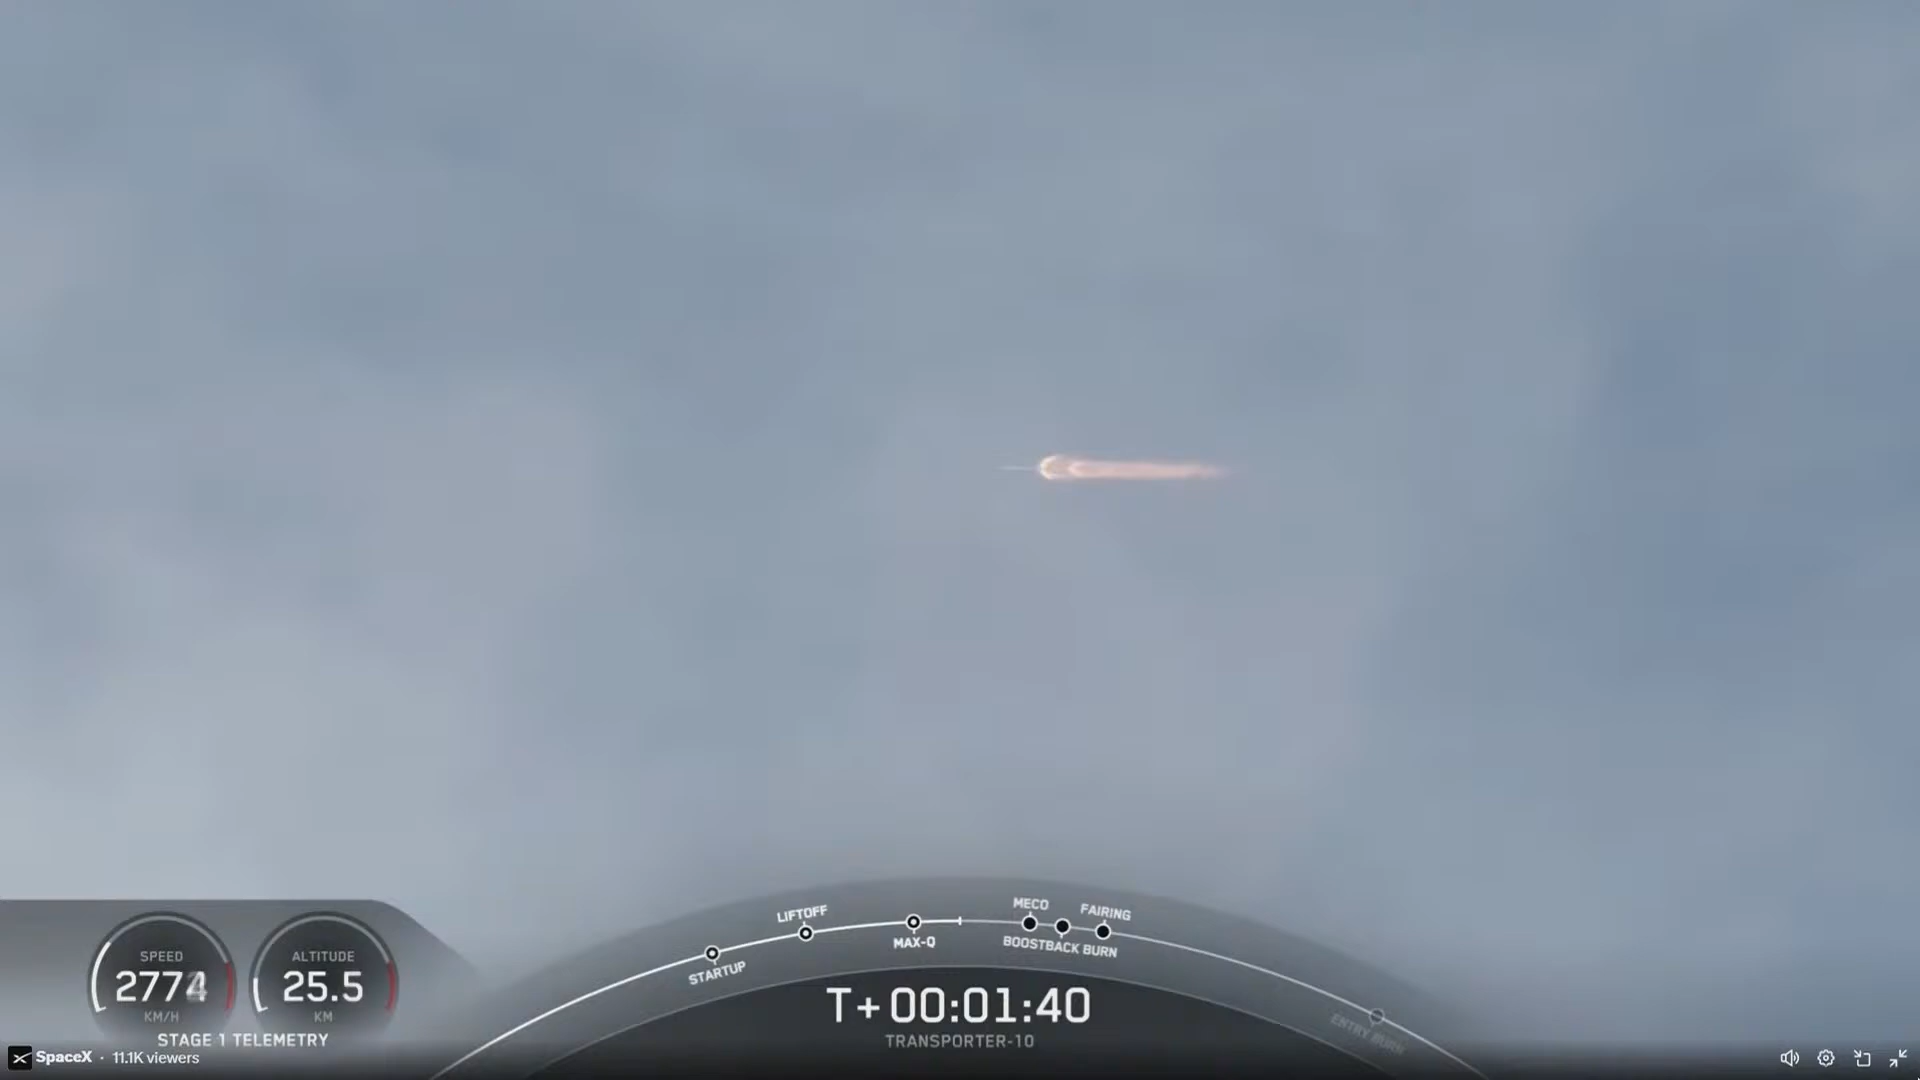 LIFTOFF
MECO
FAIRING
MAX-Q
BOOSTBACK BURN
STARTUP
SPEED
ALTITUDE
25.5
KM/H
KM
T+00:01:40
ENTRY BURN
STAGE 1 TELEMETRY
TRANSPORTER-10
SpaceX · 11.1K viewers